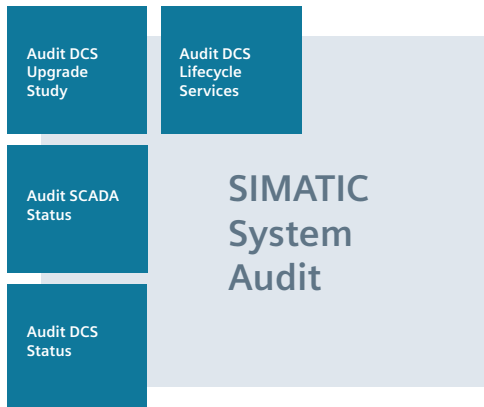 Audit DCS
Upgrade
Study
Audit DCS
Lifecycle
Services
Audit SCADA
Status
SIMATIC
System
Audit
Audit DCS
Status